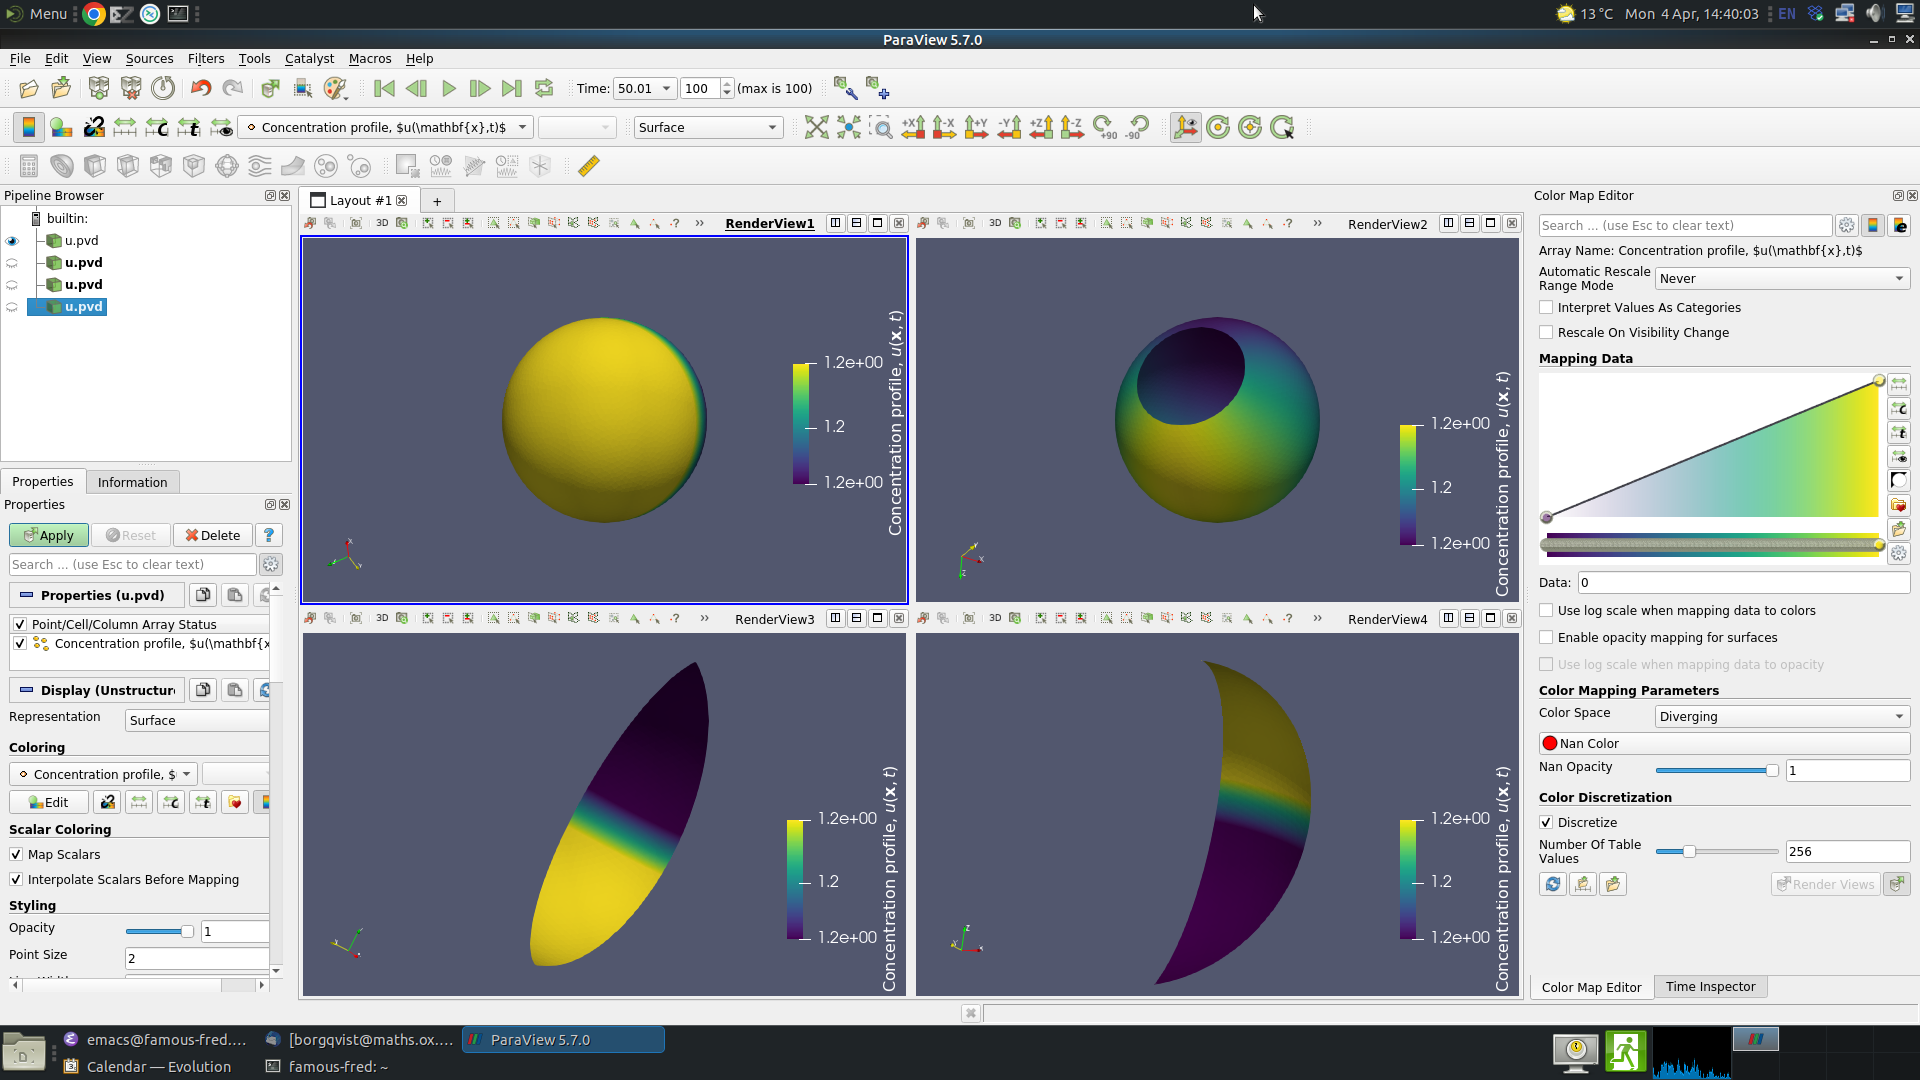 Menu
13 °C Mon 4 Apr, 14:40:03 EN
ParaView 5.7.0
File Edit View Sources Filters Tools Catalyst Macros Help
Time: 50.01 100 (max is 100)
Concentration profile, $u(\mathbf{x},t)$ Surface +X -X +Y -Y +Z -Z +90 -90
Pipeline Browser
builtin:
u.pvd
u.pvd
u.pvd
u.pvd
Properties Information
Properties
Apply Reset Delete ?
Search ... (use Esc to clear text)
Properties (u.pvd)
Point/Cell/Column Array Status
Concentration profile, $u(\mathbf{x
Display (Unstructur
Representation Surface
Coloring
Concentration profile, $
Edit
Scalar Coloring
Map Scalars
Interpolate Scalars Before Mapping
Styling
Opacity 1
Point Size 2
Layout #1 +
3D RenderView1
1.2e+00
1.2
1.2e+00
Concentration profile, u(x, t)
3D RenderView2
1.2e+00
1.2
1.2e+00
Concentration profile, u(x, t)
3D RenderView3
1.2e+00
1.2
1.2e+00
Concentration profile, u(x, t)
3D RenderView4
1.2e+00
1.2
1.2e+00
Concentration profile, u(x, t)
Color Map Editor
Search ... (use Esc to clear text)
Array Name: Concentration profile, $u(\mathbf{x},t)$
Automatic Rescale
Range Mode Never
Interpret Values As Categories
Rescale On Visibility Change
Mapping Data
Data: 0
Use log scale when mapping data to colors
Enable opacity mapping for surfaces
Use log scale when mapping data to opacity
Color Mapping Parameters
Color Space Diverging
Nan Color
Nan Opacity 1
Color Discretization
Discretize
Number Of Table
Values 256
Render Views
Color Map Editor Time Inspector
emacs@famous-fred.... [borgqvist@maths.ox.... ParaView 5.7.0
Calendar — Evolution famous-fred: ~